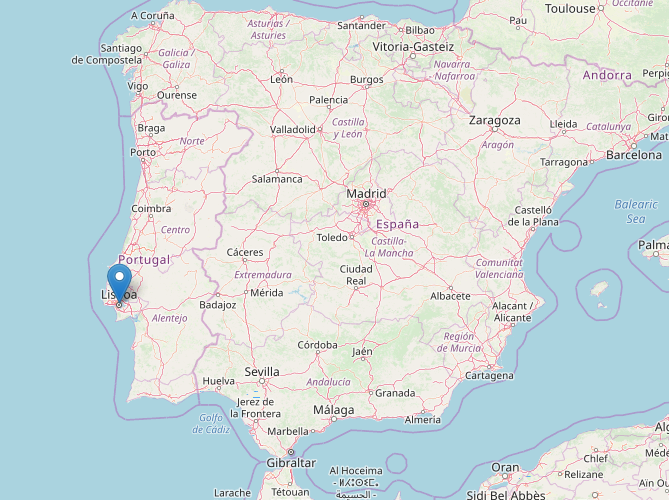 A Coruña
Asturias /
Asturies
Santander
Bilbao
Pau
Toulouse
Occitanie
Santiago
de Compostela
Galicia /
Galiza
Vitoria-Gasteiz
Navarra
- Nafarroa
Andorra
León
Burgos
Vigo
Ourense
Palencia
Castilla
y León
Valladolid
Zaragoza
Lleida
Catalunya
Aragón
Tarragona
Barcelona
Braga
Norte
Porto
Salamanca
Madrid
España
Castelló
de la Plana
Balearic
Sea
Coimbra
Centro
Toledo
Castilla-
La Mancha
Portugal
Cáceres
Extremadura
Ciudad
Real
Comunitat
Valenciana
Mérida
Badajoz
Albacete
Alacant /
Alicante
Alentejo
Región
de Murcia
Córdoba
Jaén
Sevilla
Andalucía
Cartagena
Huelva
Granada
Jerez de
la Frontera
Málaga
Almería
Golfo
de Cádiz
Marbella
Gibraltar
Al Hoceima
Oran
Chlef
Relizane
Tétouan
Larache
Sidi Bel Abbès